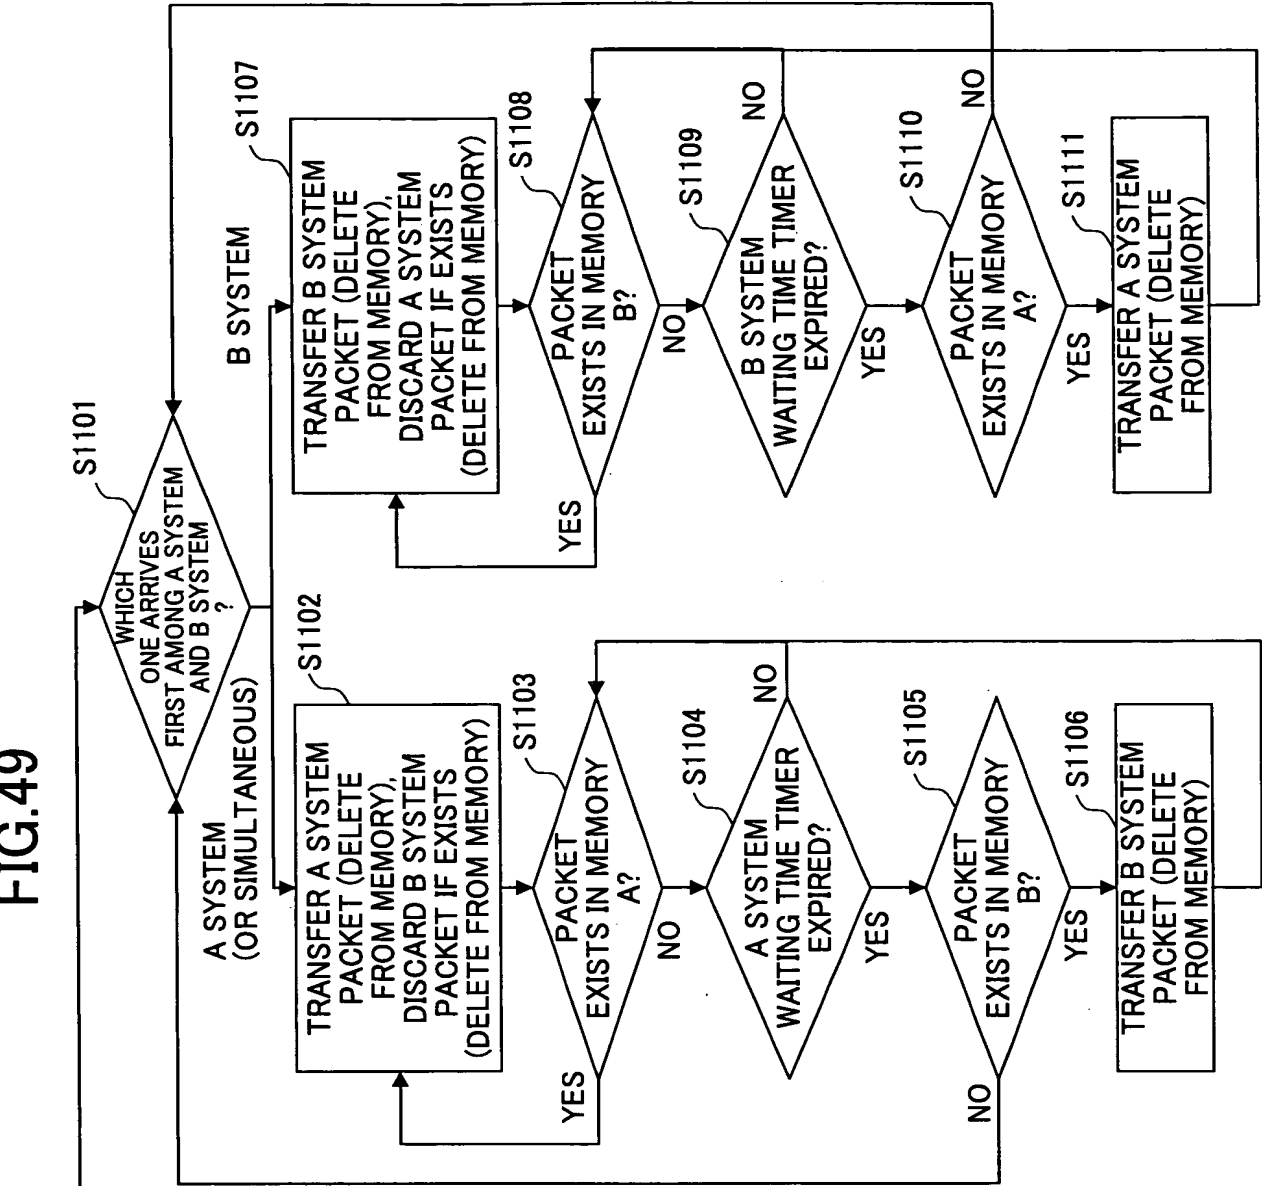 FIG.49
S1101
WHICH
ONE ARRIVES
FIRST AMONG A SYSTEM
AND B SYSTEM
?
A SYSTEM
(OR SIMULTANEOUS)
S1102
TRANSFER A SYSTEM
PACKET (DELETE
FROM MEMORY),
DISCARD B SYSTEM
PACKET IF EXISTS
(DELETE FROM MEMORY)
S1103
PACKET
EXISTS IN MEMORY
A?
YES
NO
S1104
A SYSTEM
WAITING TIME TIMER
EXPIRED?
NO
YES
S1105
PACKET
EXISTS IN MEMORY
B?
NO
YES
S1106
TRANSFER B SYSTEM
PACKET (DELETE
FROM MEMORY)
B SYSTEM
S1107
TRANSFER B SYSTEM
PACKET (DELETE
FROM MEMORY),
DISCARD A SYSTEM
PACKET IF EXISTS
(DELETE FROM MEMORY)
S1108
PACKET
EXISTS IN MEMORY
B?
YES
NO
S1109
B SYSTEM
WAITING TIME TIMER
EXPIRED?
NO
YES
S1110
PACKET
EXISTS IN MEMORY
A?
NO
YES
S1111
TRANSFER A SYSTEM
PACKET (DELETE
FROM MEMORY)